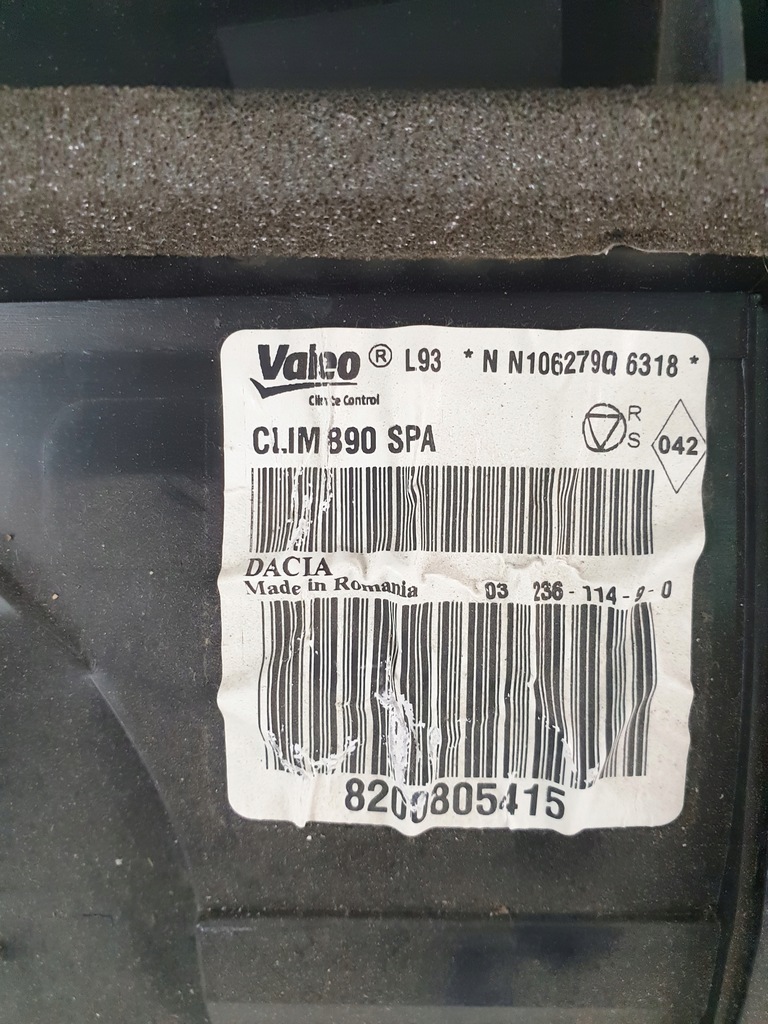 Valeo ® L93 * N N106279Q 6318 *
Climate Control
CLIM 890 SPA
R
S
042
DACIA
Made in Romania 03 236-114-9-0
8200805415